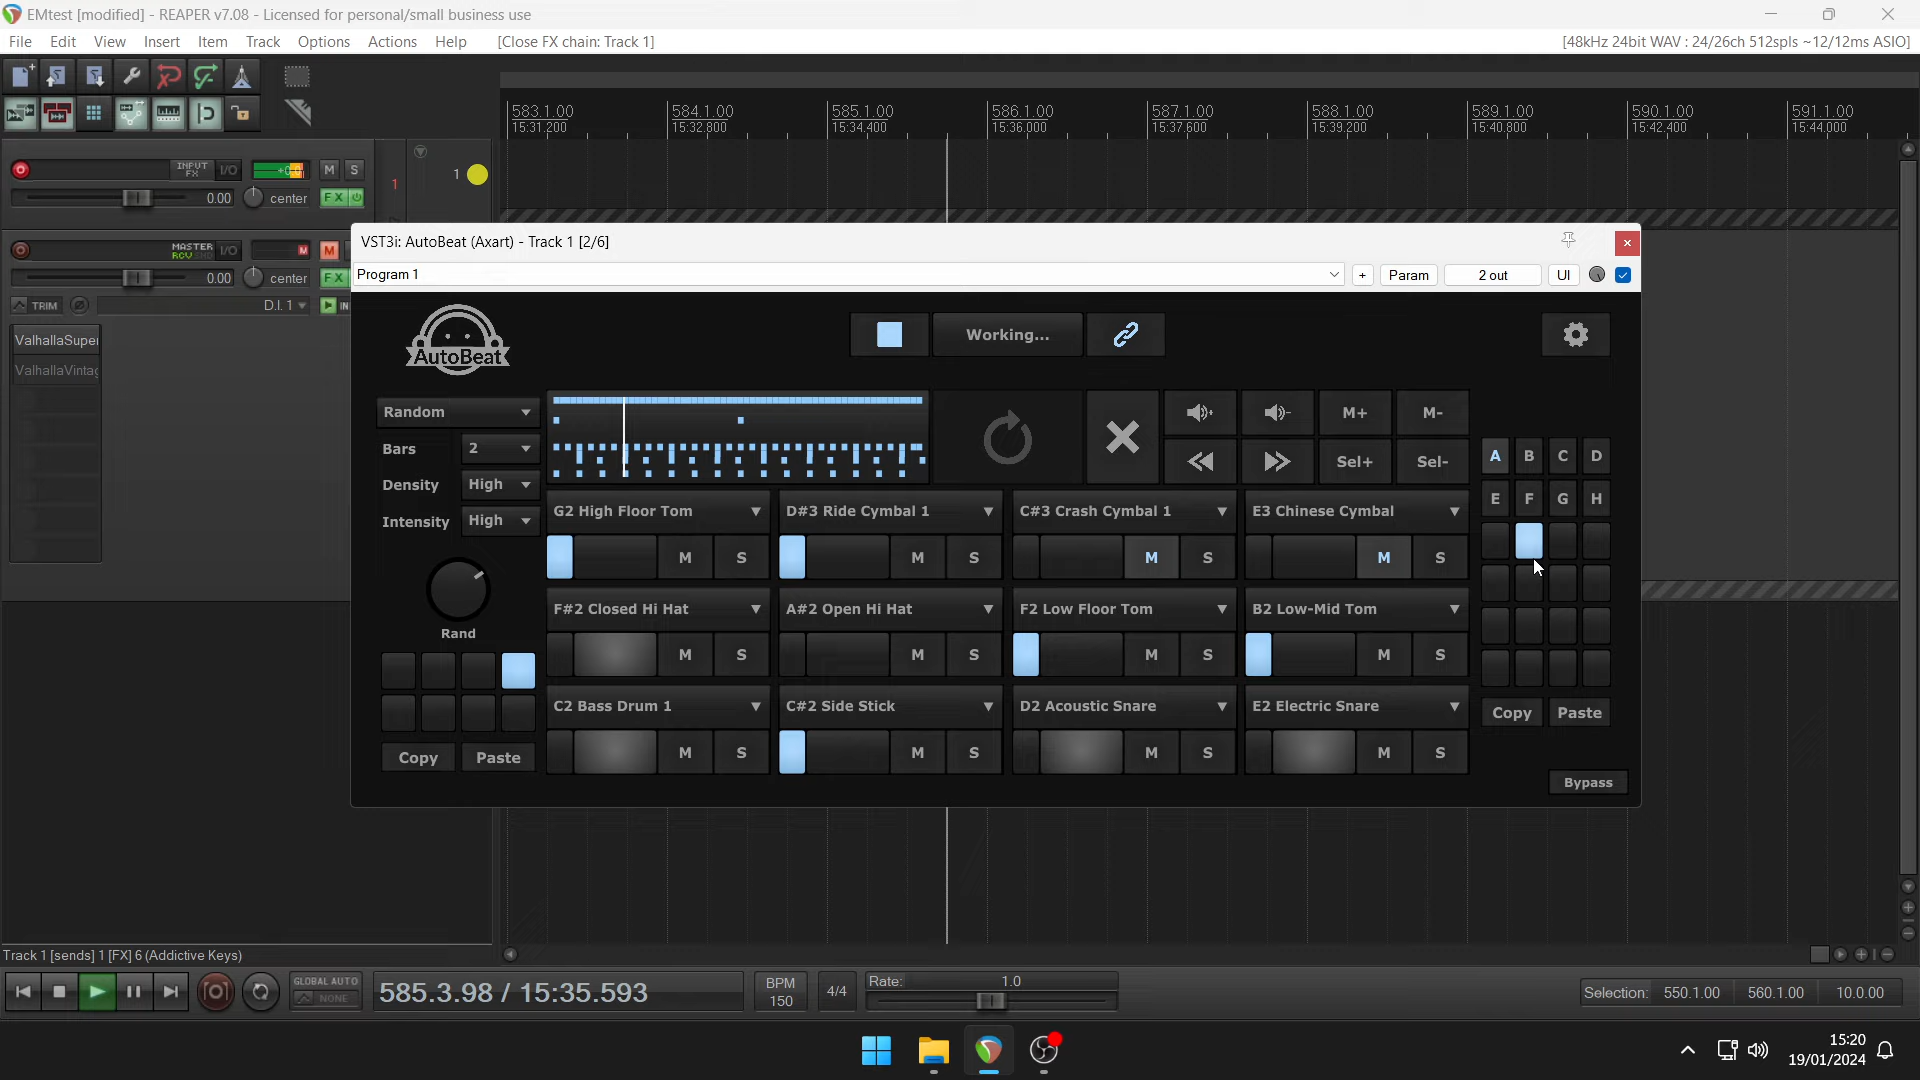 EMtest [modified] - REAPER v7.08 - Licensed for personal/small business use
File Edit View Insert Item Track Options Actions Help [Close FX chain: Track 1]
[48kHz 24bit WAV : 24/26ch 512spls ~12/12ms ASIO]
583.1.00 584.1.00 585.1.00 586.1.00 587.1.00 588.1.00 589.1.00 590.1.00 591.1.00
15:31.200 15:32.800 15:34.400 15:36.000 15:37.600 15:39.200 15:40.800 15:42.400 15:44.000
INPUT FX I/O M S
1 1
0.00 center FX
VST3i: AutoBeat (Axart) - Track 1 [2/6]
MASTER I/O M M
RCV
0.00 center FX
Program 1 + Param 2 out UI
TRIM D.I. 1 IN
ValhallaSuper
ValhallaVintag
AutoBeat
Working...
Random
Bars 2
Density High
Intensity High
Rand
Copy Paste
M+ M-
Sel+ Sel-
A B C D
E F G H
G2 High Floor Tom D#3 Ride Cymbal 1 C#3 Crash Cymbal 1 E3 Chinese Cymbal
M S M S M S M S
F#2 Closed Hi Hat A#2 Open Hi Hat F2 Low Floor Tom B2 Low-Mid Tom
M S M S M S M S
C2 Bass Drum 1 C#2 Side Stick D2 Acoustic Snare E2 Electric Snare
M S M S M S M S
Copy Paste
Bypass
Track 1 [sends] 1 [FX] 6 (Addictive Keys)
GLOBAL AUTO
NONE
585.3.98 / 15:35.593
BPM
150
4/4
Rate: 1.0
Selection: 550.1.00 560.1.00 10.0.00
15:20
19/01/2024